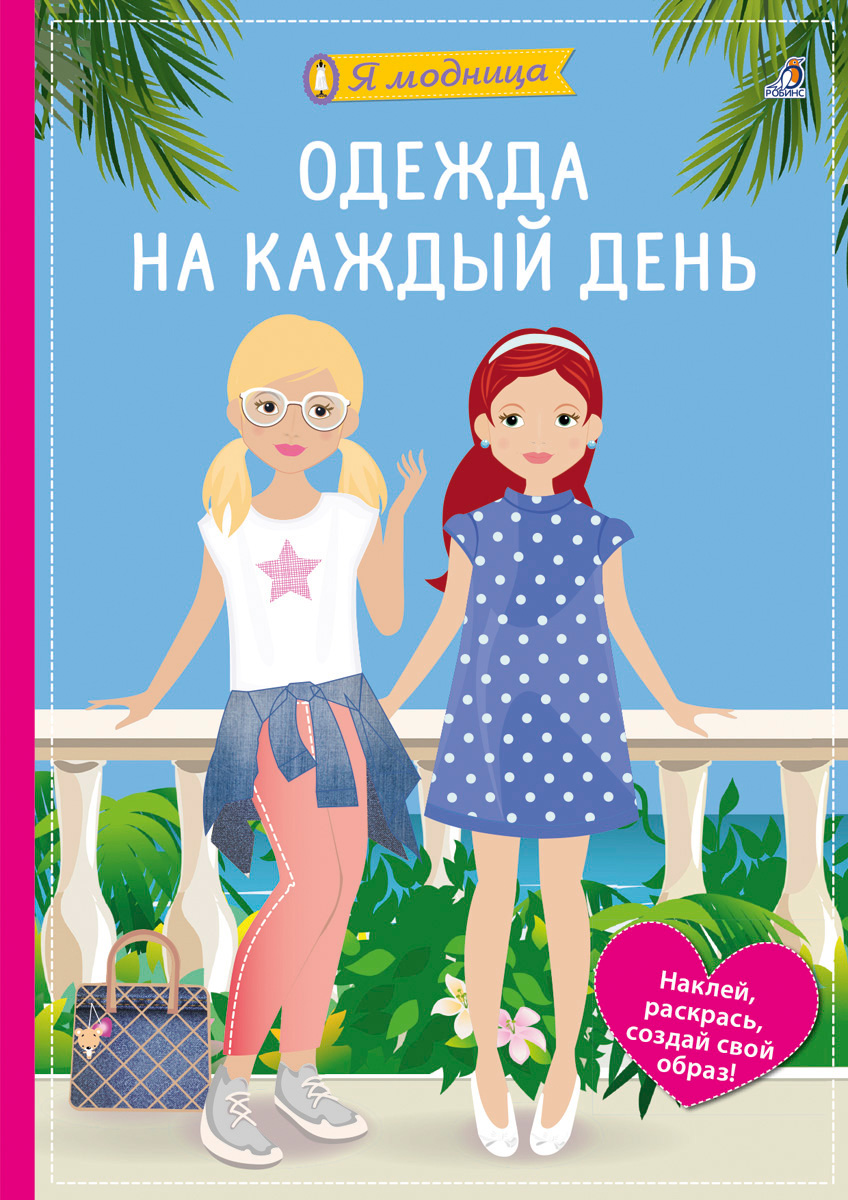 Я модница
РОБИНС
ОДЕЖДА
НА КАЖДЫЙ ДЕНЬ
Наклей,
раскрась,
создай свой
образ!